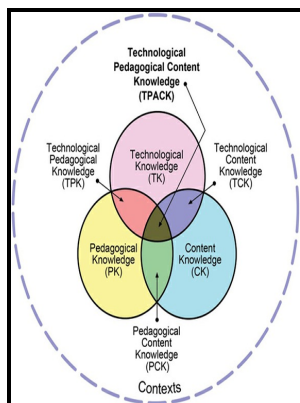 Technological
Pedagogical Content
Knowledge
(TPACK)
Technological
Pedagogical
Knowledge
(TPK)
Technological
Knowledge
(TK)
Technological
Content
Knowledge
(TCK)
Pedagogical
Knowledge
(PK)
Content
Knowledge
(CK)
Pedagogical
Content
Knowledge
(PCK)
Contexts